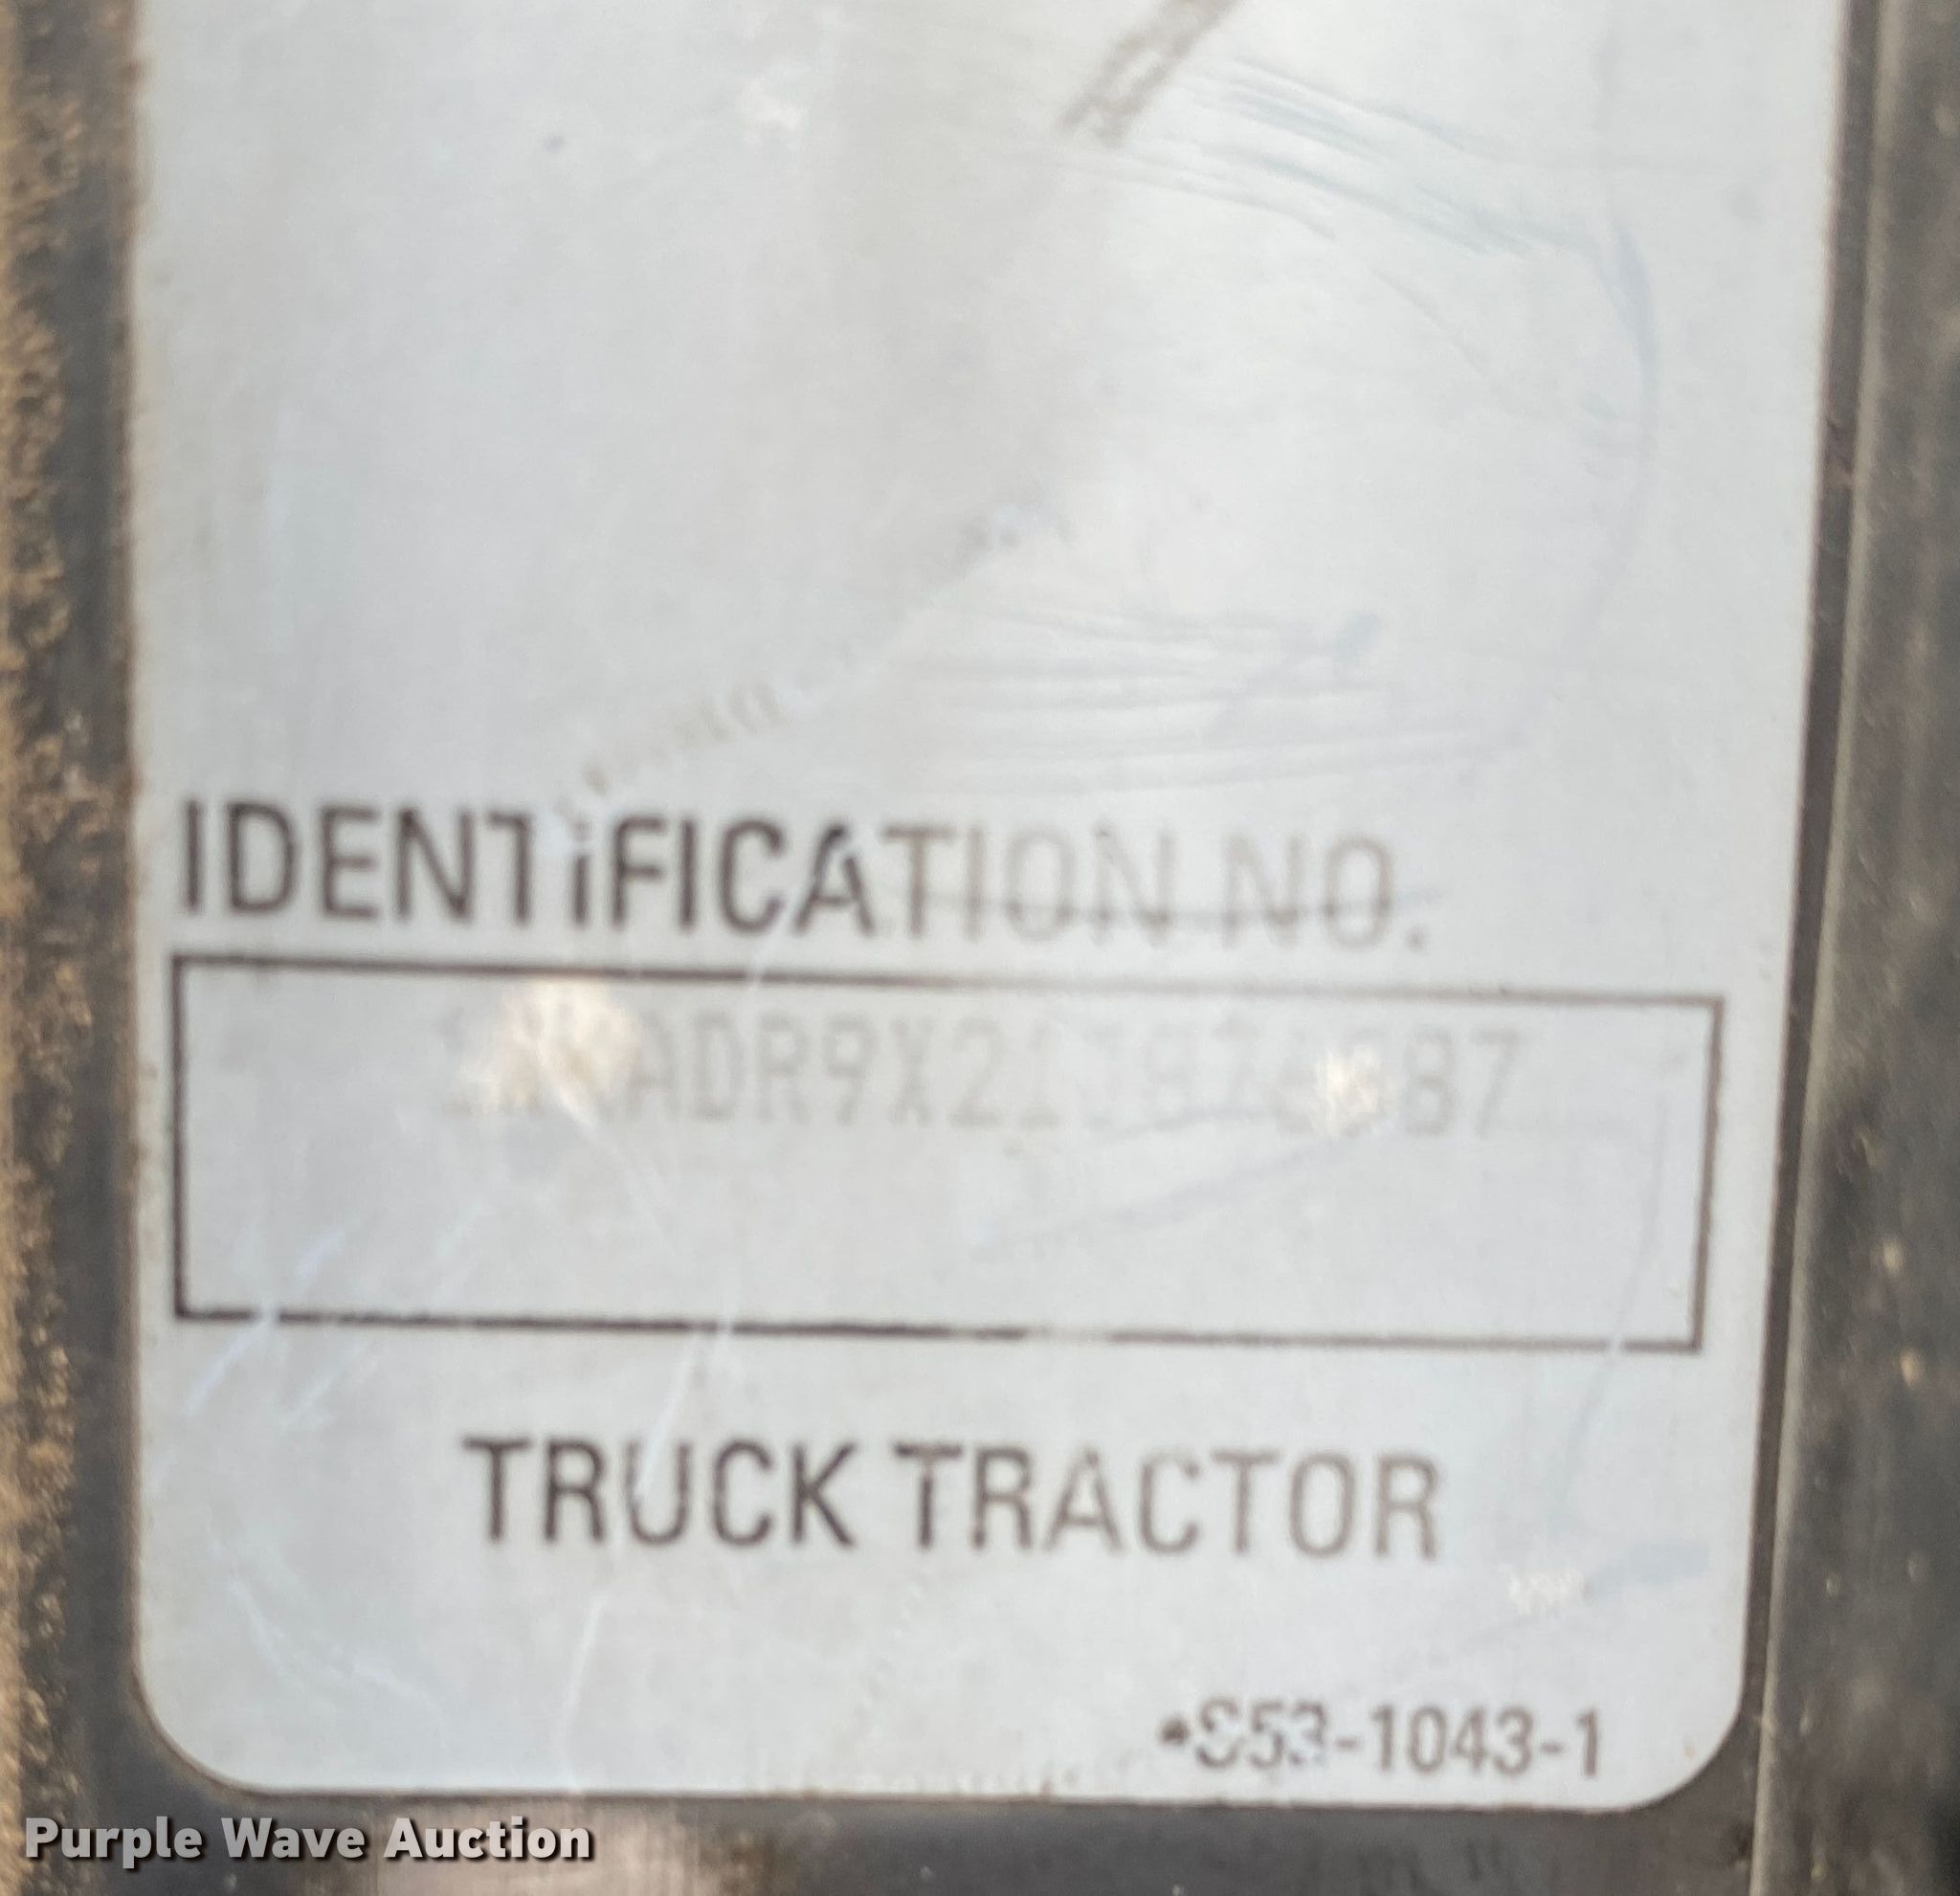 IDENTIFICATION NO.
TRUCK TRACTOR
•S53-1043-1
Purple Wave Auction